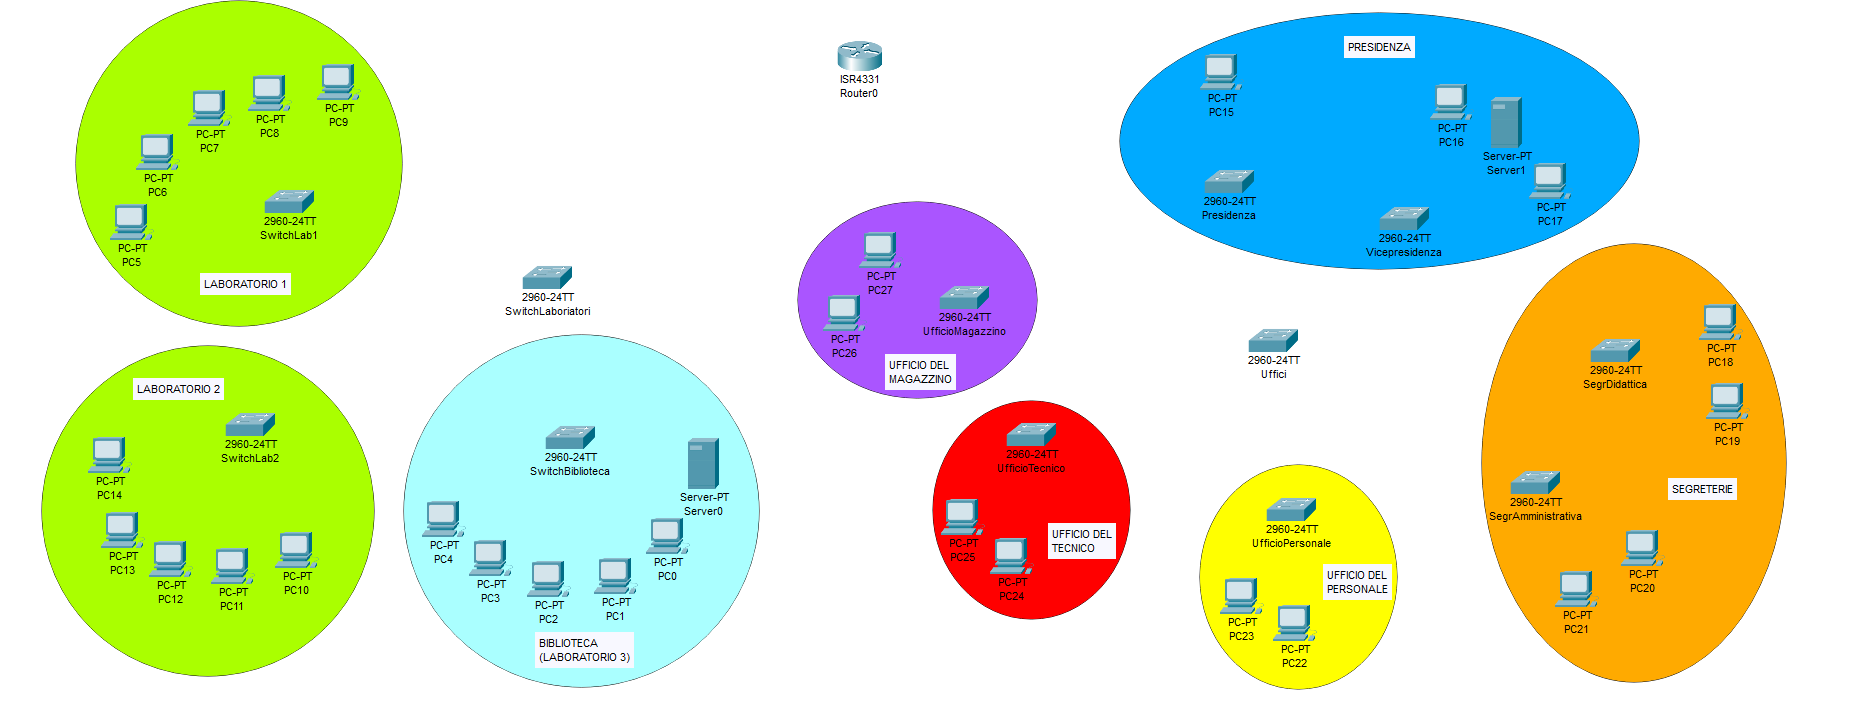 PC-PT
PC9
PC-PT
PC8
PC-PT
PC7
PC-PT
PC6
PC-PT
PC5
2960-24TT
SwitchLab1
LABORATORIO 1
ISR4331
Router0
PRESIDENZA
PC-PT
PC15
PC-PT
PC16
Server-PT
Server1
PC-PT
PC17
2960-24TT
Presidenza
2960-24TT
Vicepresidenza
2960-24TT
SwitchLaboriatori
PC-PT
PC27
PC-PT
PC26
2960-24TT
UfficioMagazzino
UFFICIO DEL
MAGAZZINO
2960-24TT
Uffici
PC-PT
PC18
2960-24TT
SegrDidattica
PC-PT
PC19
2960-24TT
SegrAmministrativa
SEGRETERIE
PC-PT
PC20
PC-PT
PC21
LABORATORIO 2
2960-24TT
SwitchLab2
PC-PT
PC14
PC-PT
PC13
PC-PT
PC12
PC-PT
PC11
PC-PT
PC10
2960-24TT
SwitchBiblioteca
Server-PT
Server0
PC-PT
PC4
PC-PT
PC3
PC-PT
PC2
PC-PT
PC1
PC-PT
PC0
BIBLIOTECA
(LABORATORIO 3)
2960-24TT
UfficioTecnico
PC-PT
PC25
PC-PT
PC24
UFFICIO DEL
TECNICO
2960-24TT
UfficioPersonale
UFFICIO DEL
PERSONALE
PC-PT
PC23
PC-PT
PC22